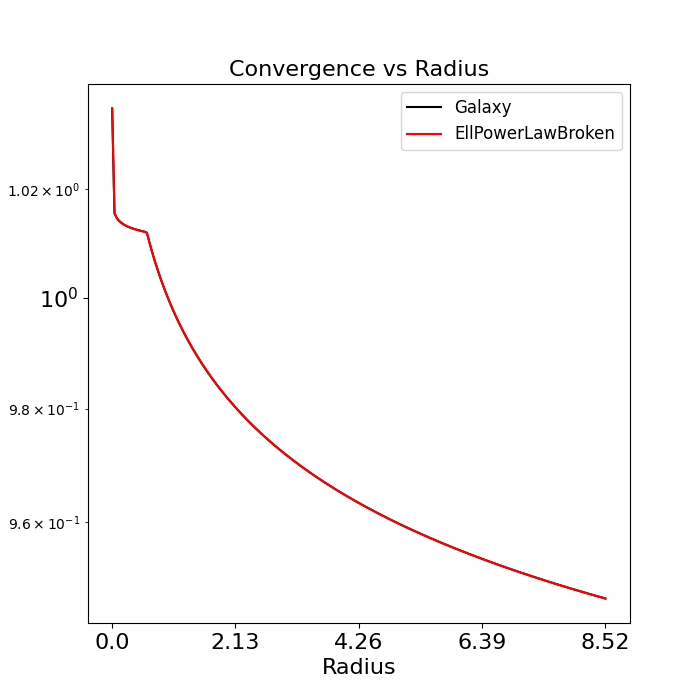 Convergence vs Radius
Galaxy
EllPowerLawBroken
1.02 × 10⁰
10⁰
9.8 × 10⁻¹
9.6 × 10⁻¹
0.0 2.13 4.26 6.39 8.52
Radius